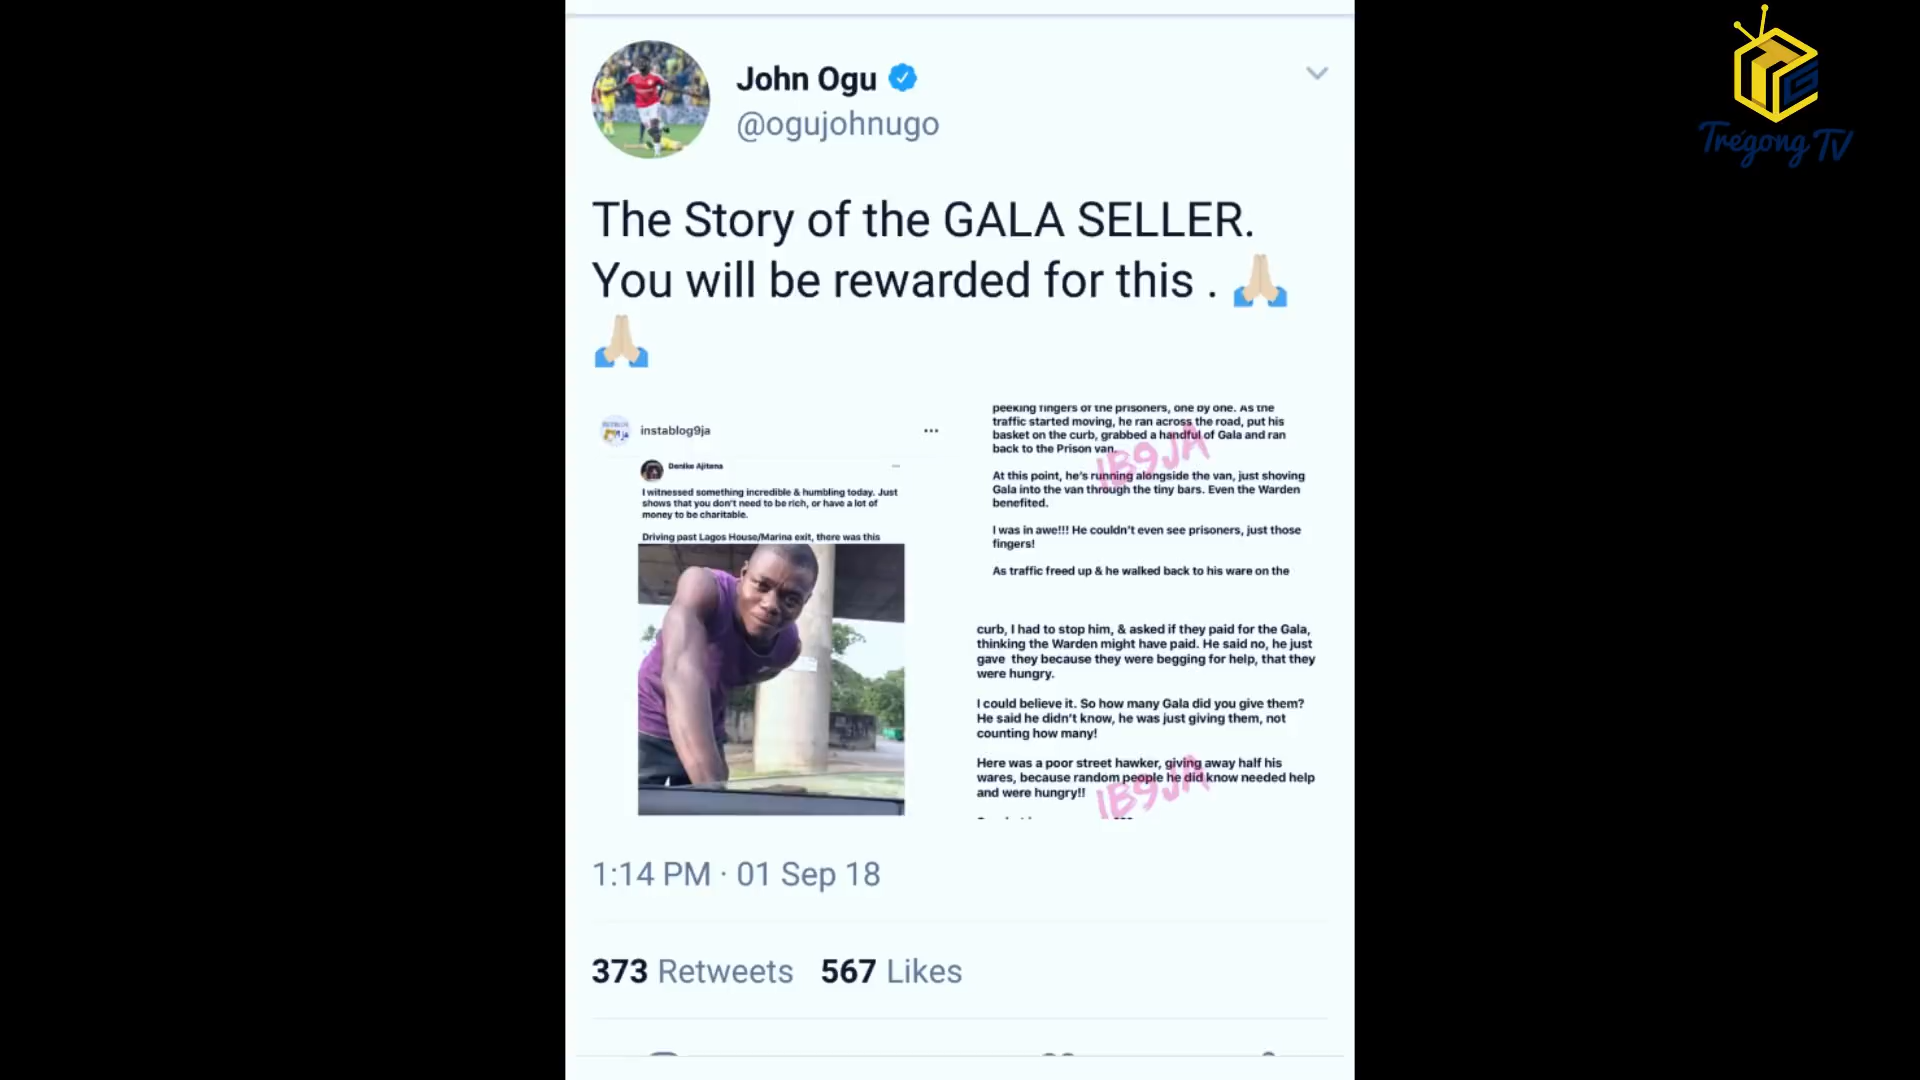 John Ogu
@ogujohnugo
The Story of the GALA SELLER.
You will be rewarded for this . 🙏🏼
🙏🏼
instablog9ja
Denike Ajitena
I witnessed something incredible & humbling today. Just
shows that you don't need to be rich, or have a lot of
money to be charitable.
Driving past Lagos House/Marina exit, there was this
peeking fingers of the prisoners, one by one. As the
traffic started moving, he ran across the road, put his
basket on the curb, grabbed a handful of Gala and ran
back to the Prison van.
At this point, he's running alongside the van, just shoving
Gala into the van through the tiny bars. Even the Warden
benefited.
I was in awe!!! He couldn't even see prisoners, just those
fingers!
As traffic freed up & he walked back to his ware on the
IB9JA
curb, I had to stop him, & asked if they paid for the Gala,
thinking the Warden might have paid. He said no, he just
gave they because they were begging for help, that they
were hungry.
I could believe it. So how many Gala did you give them?
He said he didn't know, he was just giving them, not
counting how many!
Here was a poor street hawker, giving away half his
wares, because random people he did know needed help
and were hungry!!
IB9JA
1:14 PM · 01 Sep 18
373 Retweets 567 Likes
Trégong TV